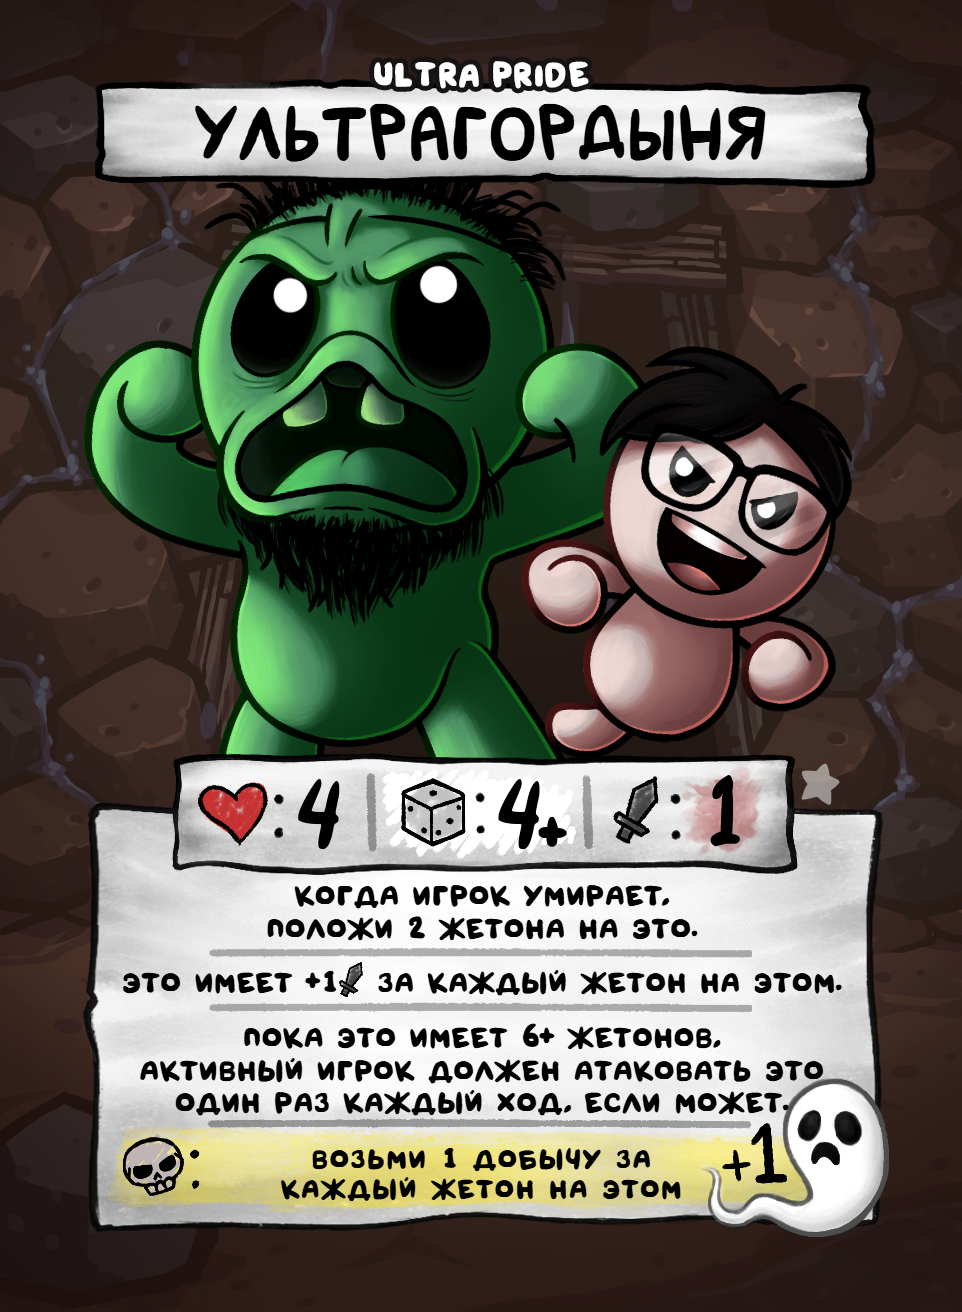 ULTRA PRIDE
УЛЬТРАГОРДЫНЯ
:4 :4+ :1
КОГДА ИГРОК УМИРАЕТ,
ПОЛОЖИ 2 ЖЕТОНА НА ЭТО.
ЭТО ИМЕЕТ +1 ЗА КАЖДЫЙ ЖЕТОН НА ЭТОМ.
ПОКА ЭТО ИМЕЕТ 6+ ЖЕТОНОВ,
АКТИВНЫЙ ИГРОК ДОЛЖЕН АТАКОВАТЬ ЭТО
ОДИН РАЗ КАЖДЫЙ ХОД, ЕСЛИ МОЖЕТ.
: ВОЗЬМИ 1 ДОБЫЧУ ЗА
КАЖДЫЙ ЖЕТОН НА ЭТОМ
+1